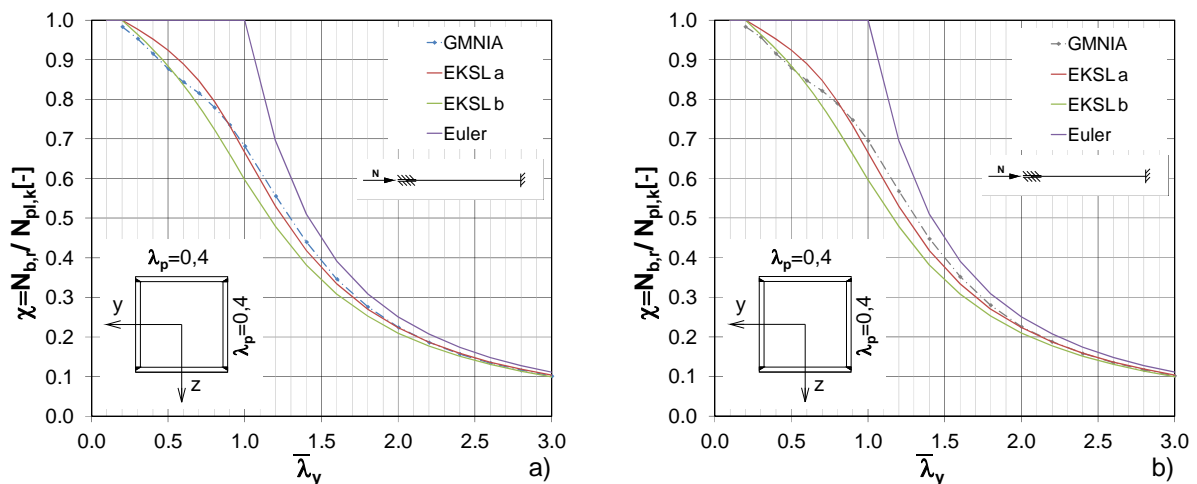 1.0
0.9
0.8
0.7
0.6
0.5
0.4
0.3
0.2
0.1
0.0
0.0 0.5 1.0 1.5 2.0 2.5 3.0
χ=N_b,r/ N_pl,k[-]
λ̅_y
GMNIA
EKSL a
EKSL b
Euler
N
λ_p=0,4
λ_p=0,4
y
z
a)
1.0
0.9
0.8
0.7
0.6
0.5
0.4
0.3
0.2
0.1
0.0
0.0 0.5 1.0 1.5 2.0 2.5 3.0
χ=N_b,r/ N_pl,k[-]
λ̅_y
GMNIA
EKSL a
EKSL b
Euler
N
λ_p=0,4
λ_p=0,4
y
z
b)